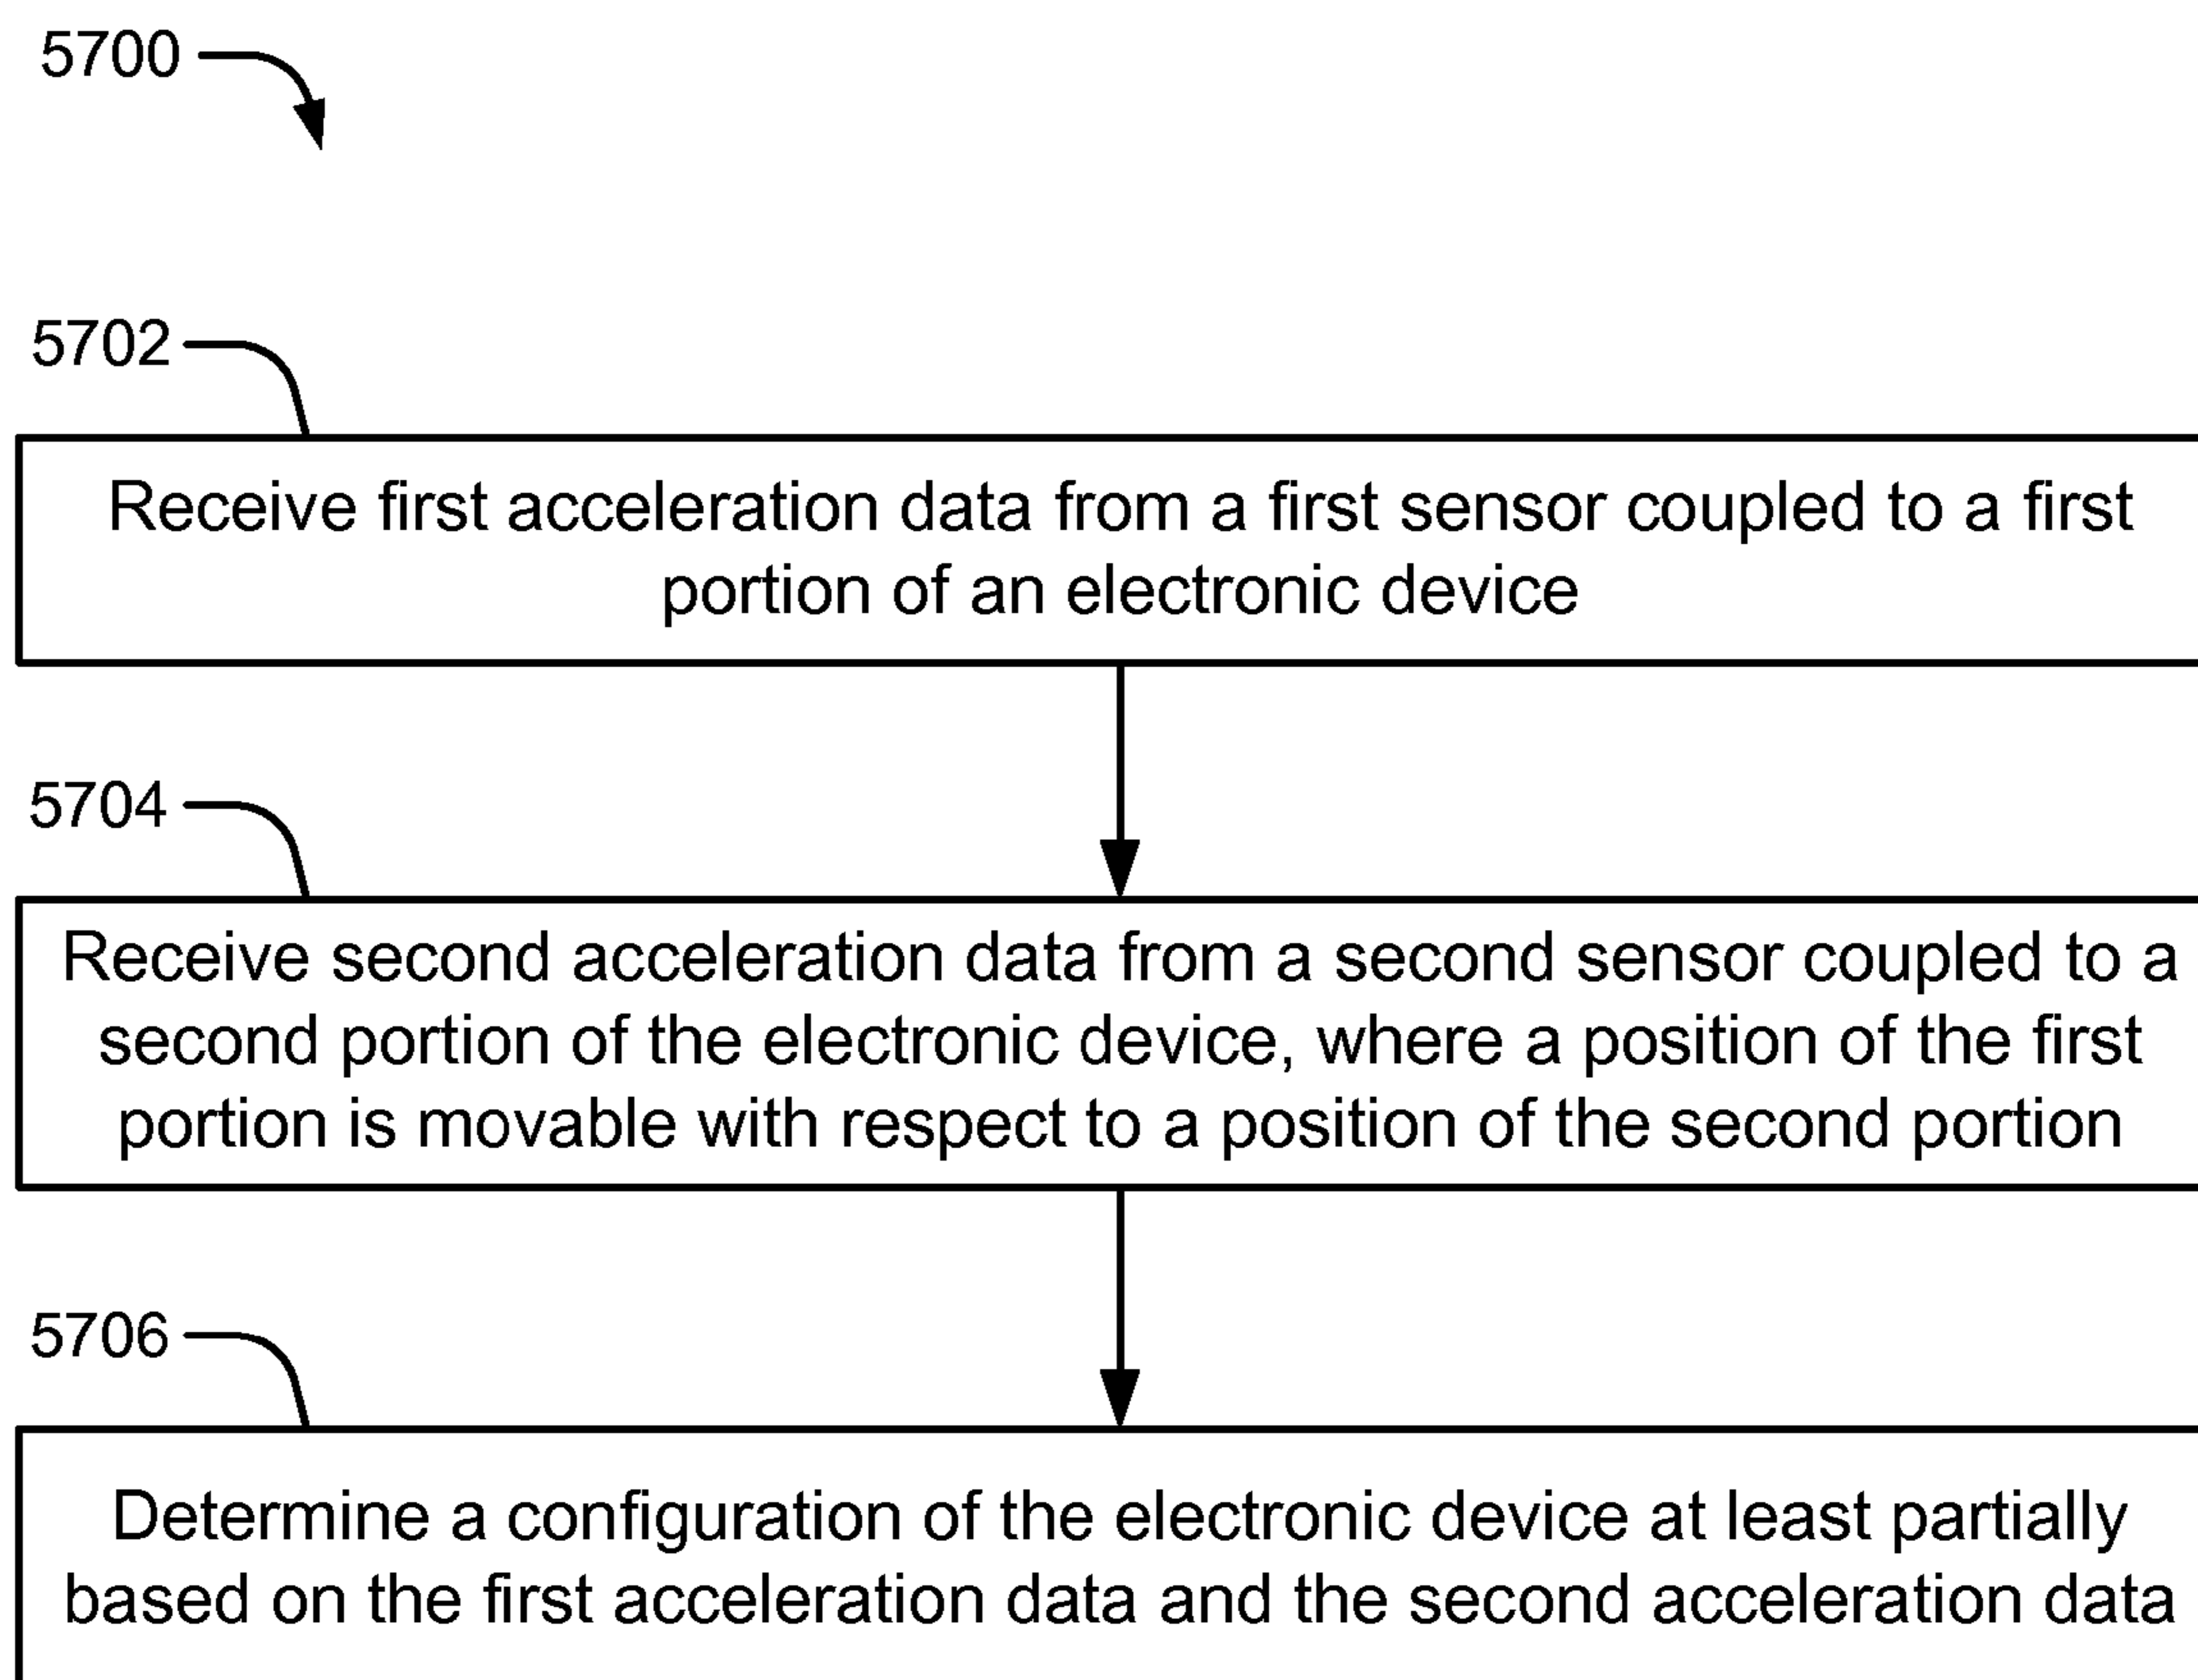 5700
5702
Receive first acceleration data from a first sensor coupled to a first
portion of an electronic device
5704
Receive second acceleration data from a second sensor coupled to a
second portion of the electronic device, where a position of the first
portion is movable with respect to a position of the second portion
5706
Determine a configuration of the electronic device at least partially
based on the first acceleration data and the second acceleration data